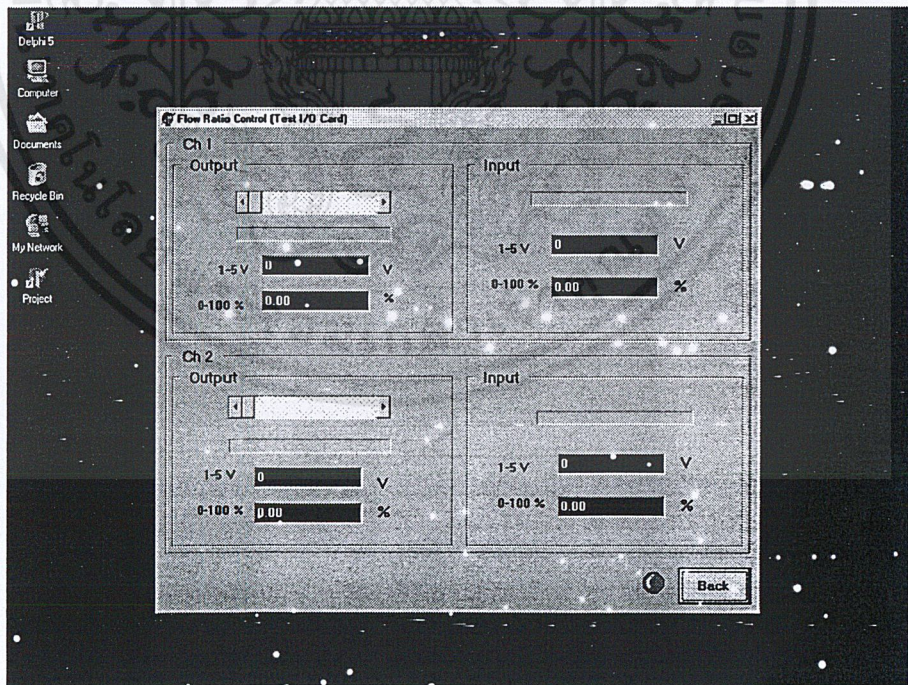 Delphi 5
Computer
Documents
Recycle Bin
My Network
Project
Flow Ratio Control (Test I/O Card)
Ch 1
Output
1-5 V 0 V
0-100 % 0.00 %
Input
1-5 V 0 V
0-100 % 0.00 %
Ch 2
Output
1-5 V 0 V
0-100 % 0.00 %
Input
1-5 V 0 V
0-100 % 0.00 %
Back